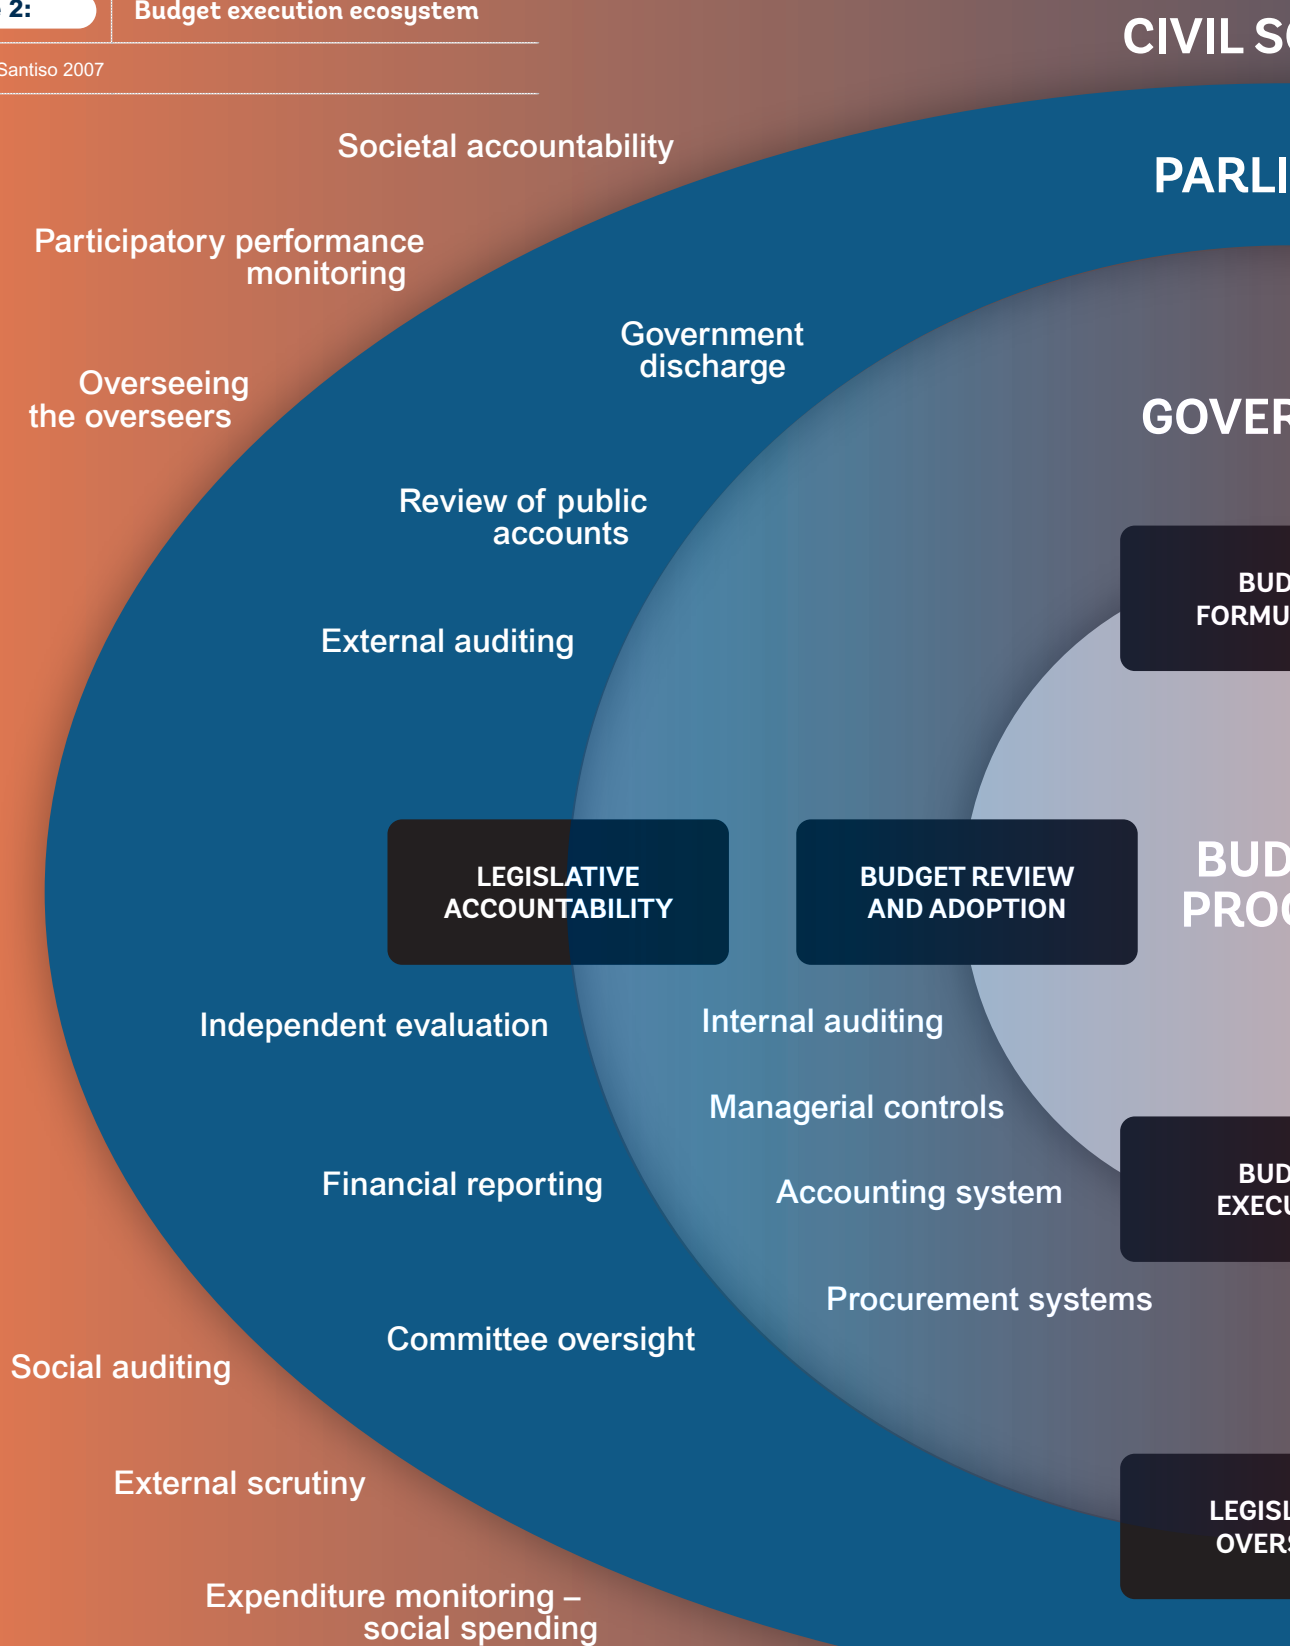 2:
Budget execution ecosystem
Santiso 2007
CIVIL
Societal accountability
PARLI
Participatory performance
monitoring
Government
discharge
Overseeing
the overseers
GOVER
Review of public
accounts
BUD
FORMU
External auditing
LEGISLATIVE
ACCOUNTABILITY
BUDGET REVIEW
AND ADOPTION
BUD
PROC
Independent evaluation
Internal auditing
Managerial controls
Financial reporting
Accounting system
BUD
EXECU
Procurement systems
Committee oversight
Social auditing
External scrutiny
LEGISL
OVERS
Expenditure monitoring –
social spending